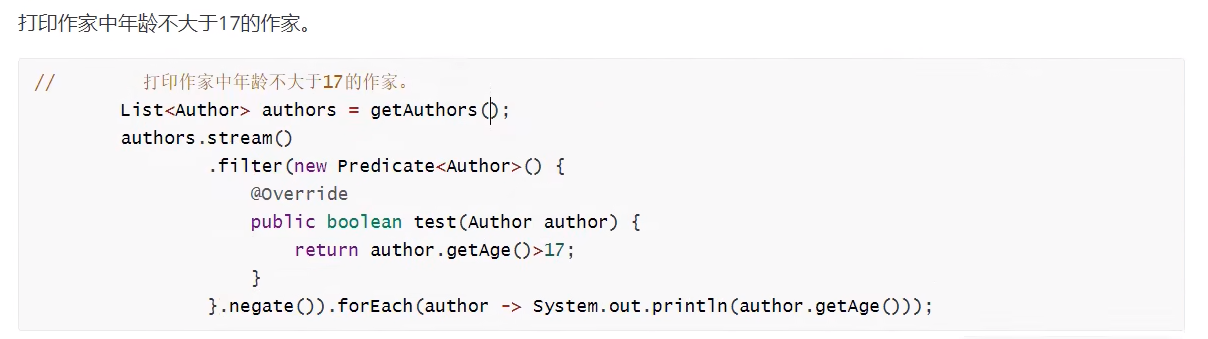 打印作家中年龄不大于17的作家。
//        打印作家中年龄不大于17的作家。
        List<Author> authors = getAuthors();
        authors.stream()
                .filter(new Predicate<Author>() {
                    @Override
                    public boolean test(Author author) {
                        return author.getAge()>17;
                    }
                }.negate()).forEach(author -> System.out.println(author.getAge()));